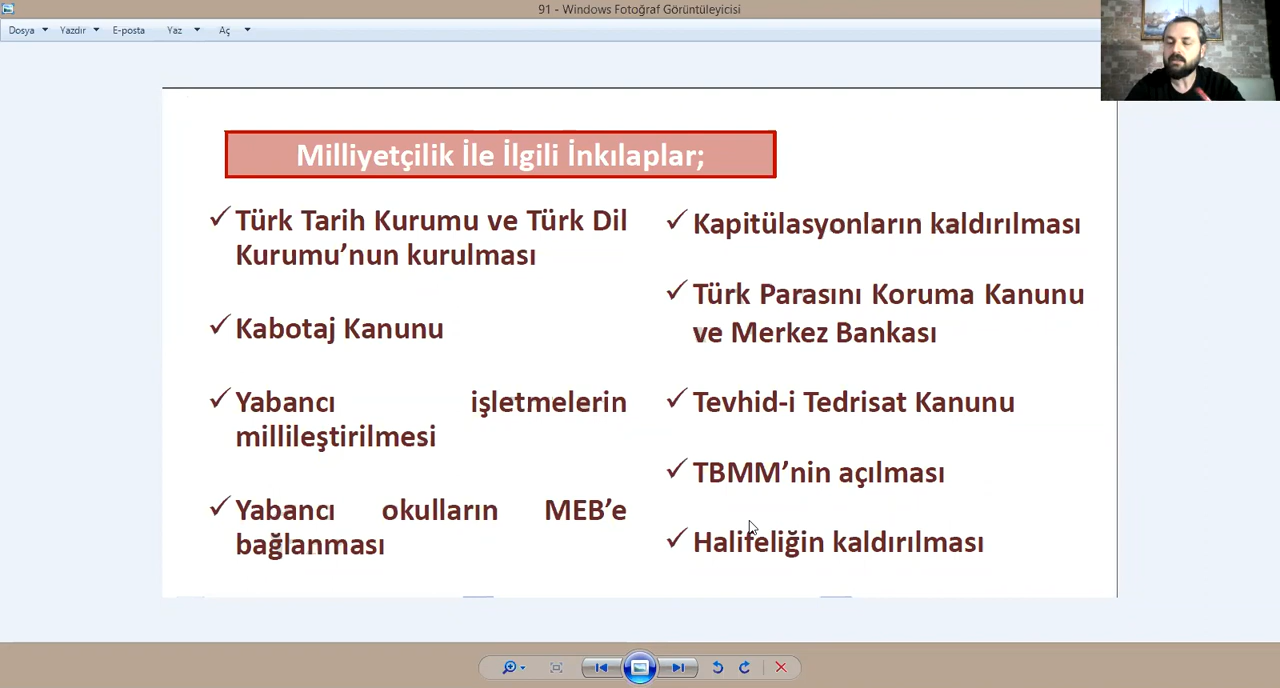 91 - Windows Fotoğraf Görüntüleyicisi
Dosya Yazdır E-posta Yaz Aç
Milliyetçilik İle İlgili İnkılaplar;
Türk Tarih Kurumu ve Türk Dil
Kurumu’nun kurulması
Kabotaj Kanunu
Yabancı işletmelerin
millileştirilmesi
Yabancı okulların MEB’e
bağlanması
Kapitülasyonların kaldırılması
Türk Parasını Koruma Kanunu
ve Merkez Bankası
Tevhid-i Tedrisat Kanunu
TBMM’nin açılması
Halifeliğin kaldırılması